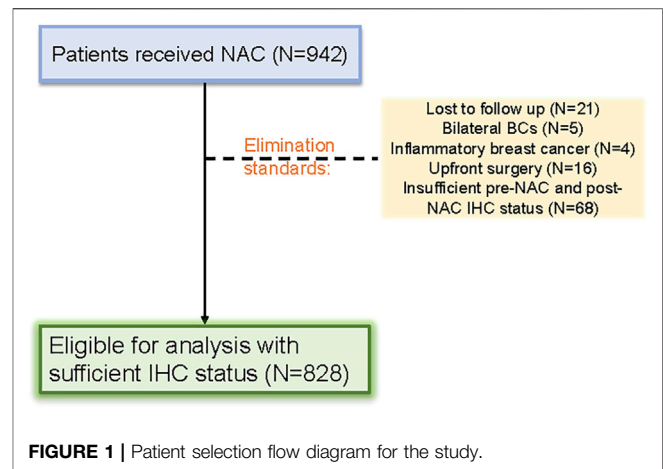 Patients received NAC (N=942)
Lost to follow up (N=21)
Bilateral BCs (N=5)
Inflammatory breast cancer (N=4)
Upfront surgery (N=16)
Insufficient pre-NAC and post-
NAC IHC status (N=68)
Elimination
standards:
Eligible for analysis with
sufficient IHC status (N=828)
FIGURE 1 | Patient selection flow diagram for the study.